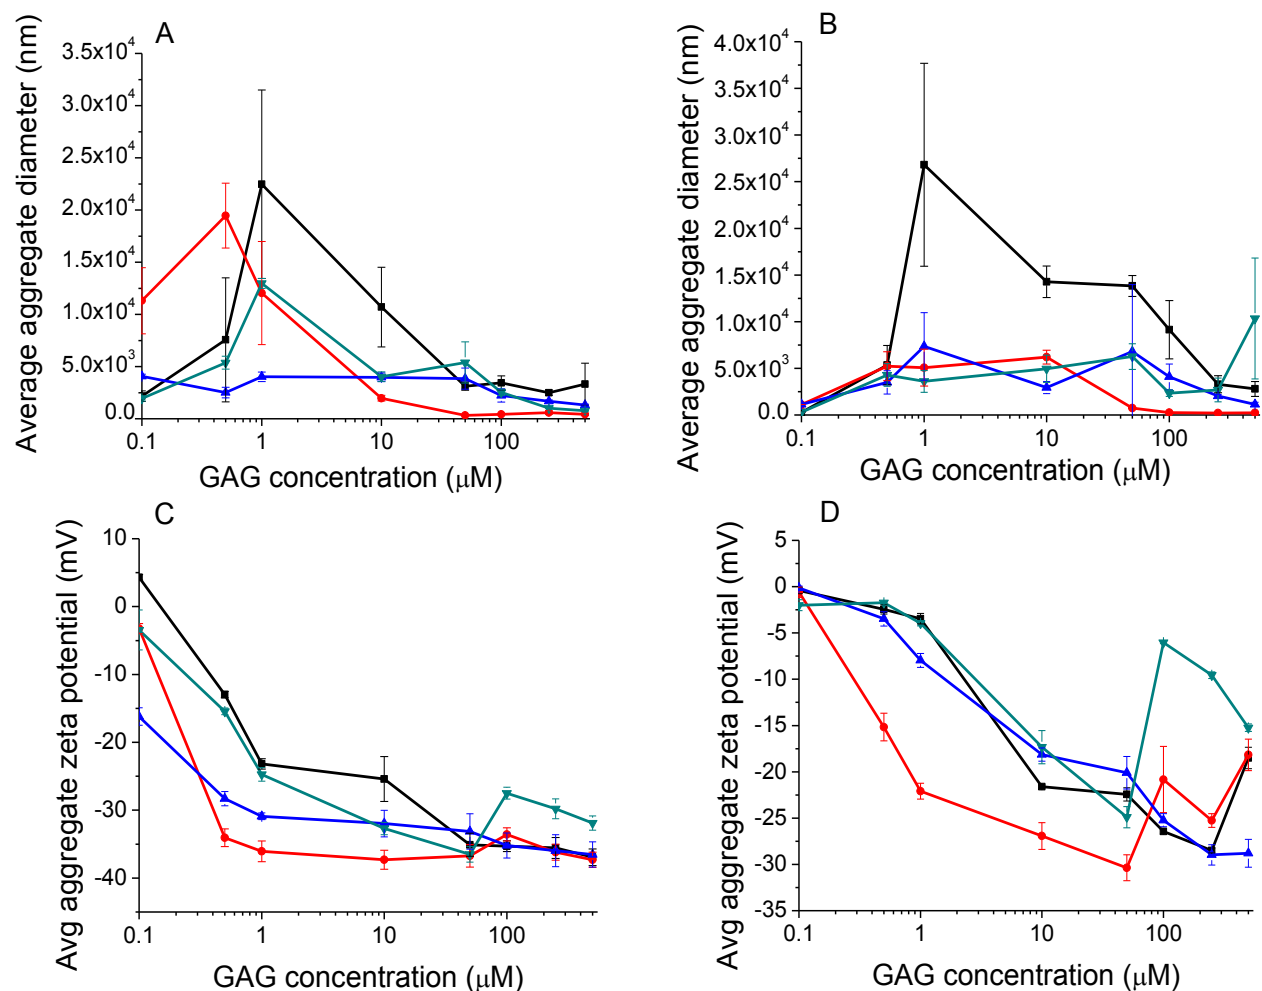 A
Average aggregate diameter (nm)
3.5x10⁴
3.0x10⁴
2.5x10⁴
2.0x10⁴
1.5x10⁴
1.0x10⁴
5.0x10³
0.0
0.1 1 10 100
GAG concentration (μM)
B
Average aggregate diameter (nm)
4.0x10⁴
3.5x10⁴
3.0x10⁴
2.5x10⁴
2.0x10⁴
1.5x10⁴
1.0x10⁴
5.0x10³
0.0
0.1 1 10 100
GAG concentration (μM)
C
Avg aggregate zeta potential (mV)
10
0
-10
-20
-30
-40
0.1 1 10 100
GAG concentration (μM)
D
Avg aggregate zeta potential (mV)
5
0
-5
-10
-15
-20
-25
-30
-35
0.1 1 10 100
GAG concentration (μM)